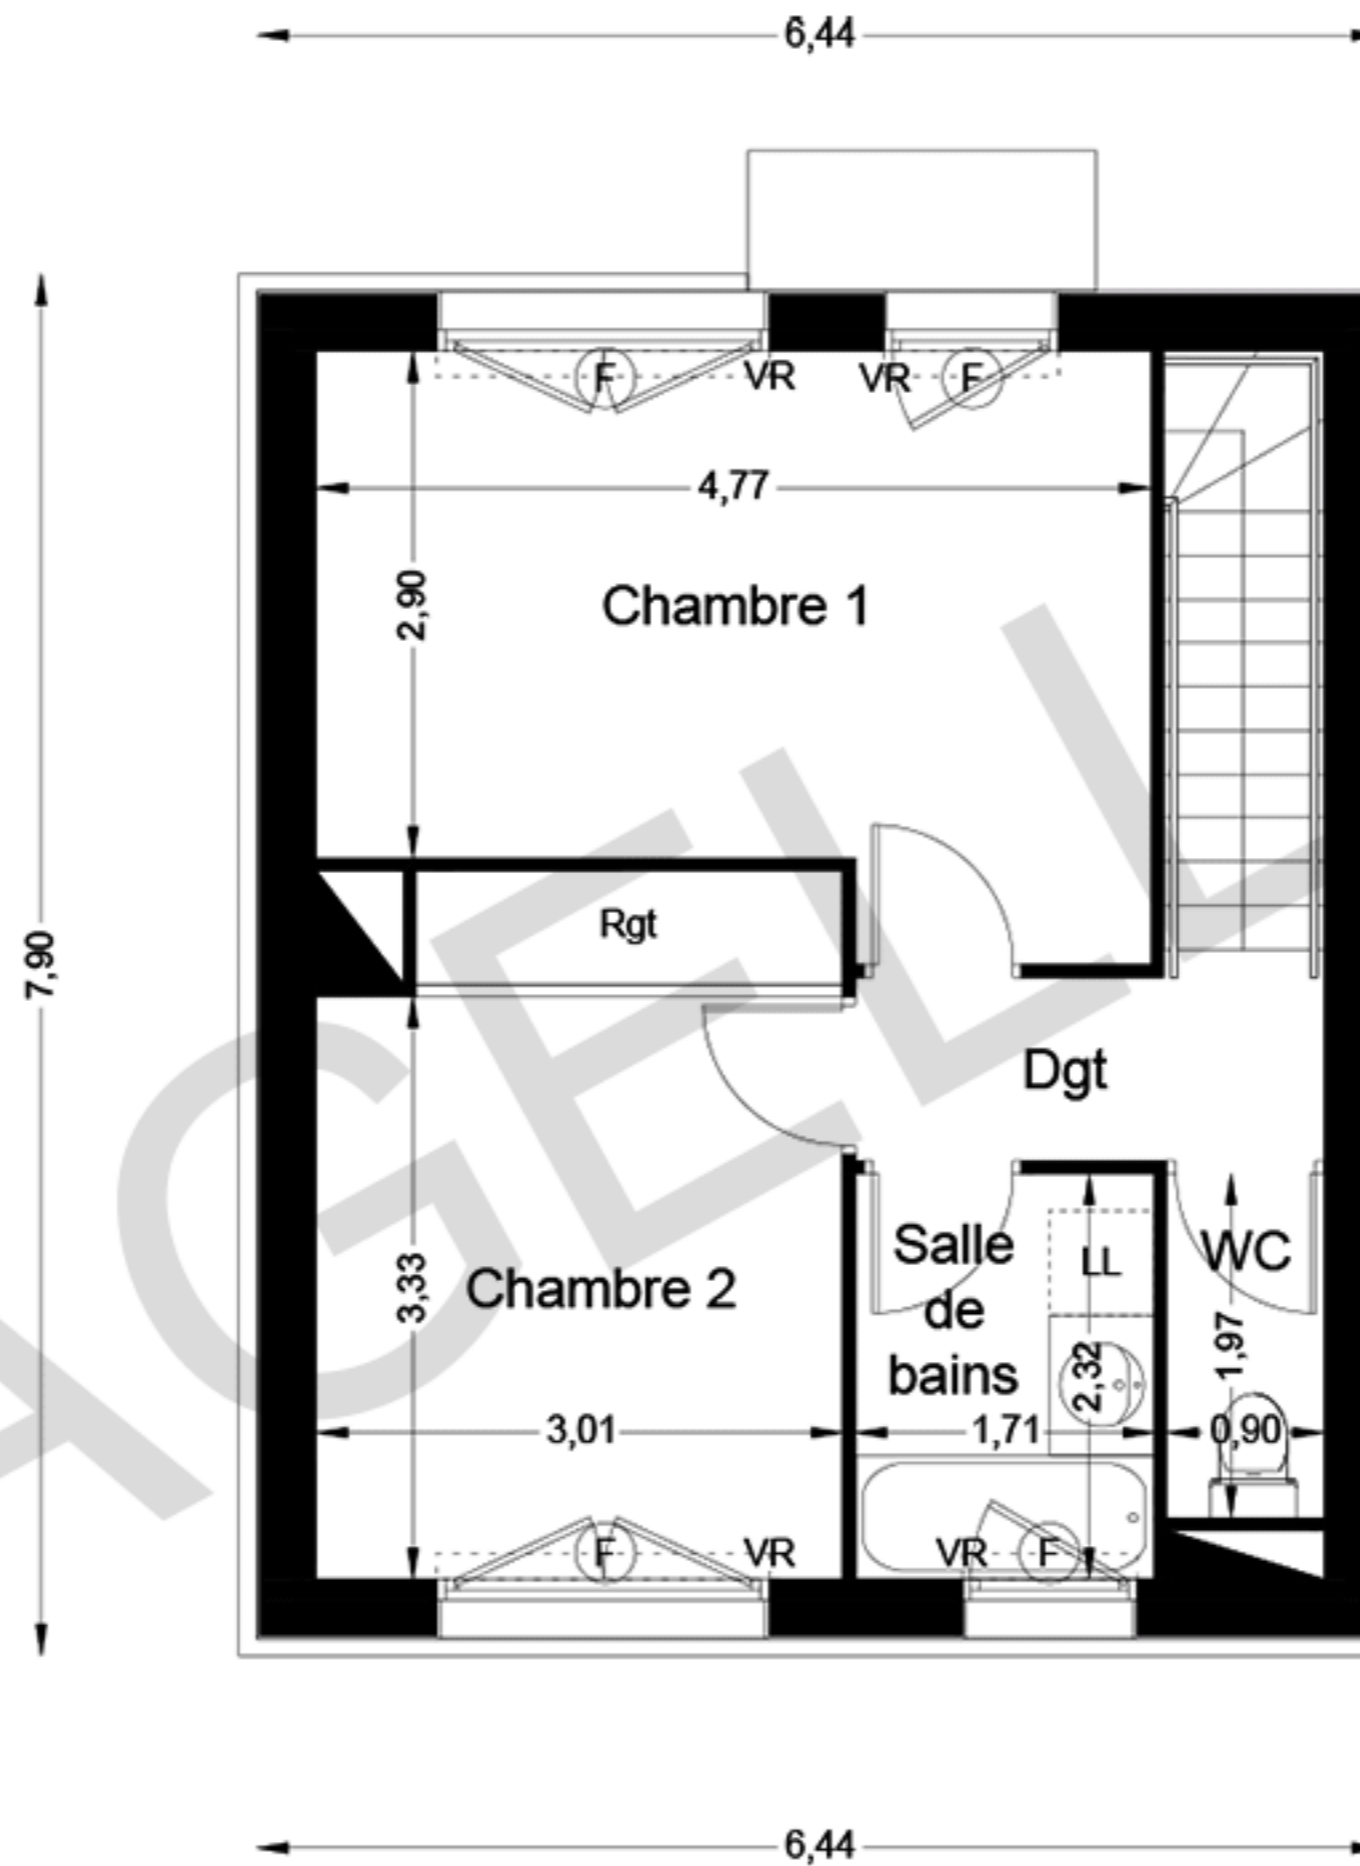 6,44
F
VR
VR
F
4,77
2,90
Chambre 1
Rgt
7,90
Dgt
Salle
de
bains
LL
WC
3,33
Chambre 2
2,32
1,97
3,01
1,71
0,90
F
VR
VR
F
6,44
AGELL